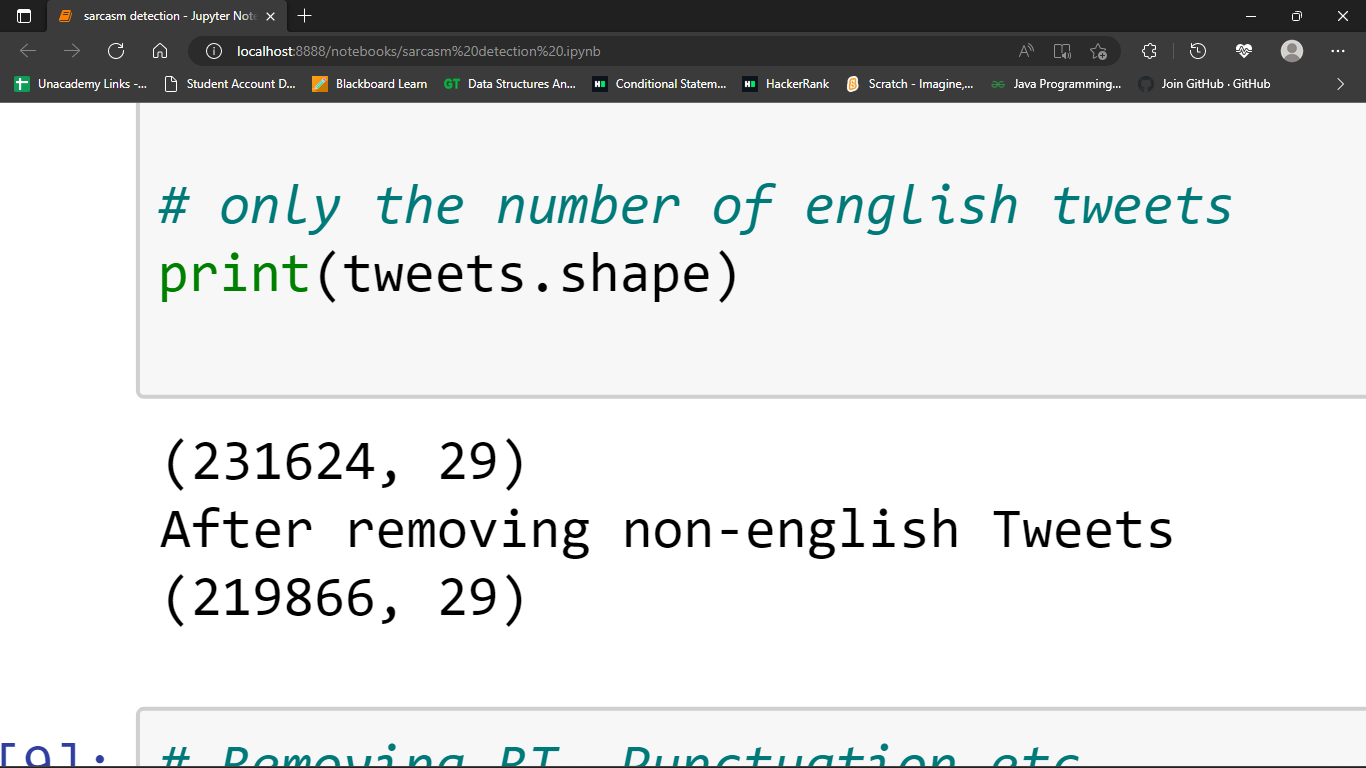 sarcasm detection - Jupyter Note
localhost:8888/notebooks/sarcasm%20detection%20.ipynb
Unacademy Links -...
Student Account D...
Blackboard Learn
GT Data Structures An...
Conditional Statem...
HackerRank
Scratch - Imagine,...
Java Programming...
Join GitHub · GitHub
# only the number of english tweets
print(tweets.shape)
(231624, 29)
After removing non-english Tweets
(219866, 29)
[9]:
# Removing RT, Punctuation etc